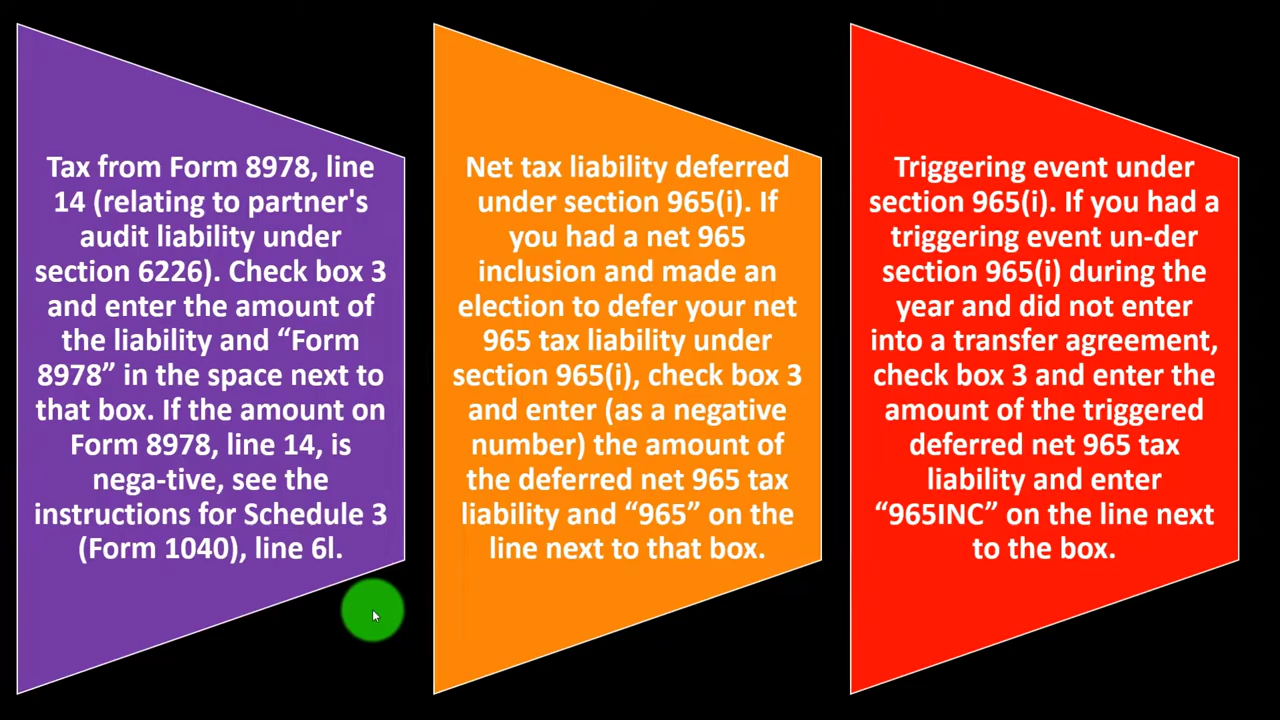 Tax from Form 8978, line
14 (relating to partner's
audit liability under
section 6226). Check box 3
and enter the amount of
the liability and “Form
8978” in the space next to
that box. If the amount on
Form 8978, line 14, is
nega-tive, see the
instructions for Schedule 3
(Form 1040), line 6l.
Net tax liability deferred
under section 965(i). If
you had a net 965
inclusion and made an
election to defer your net
965 tax liability under
section 965(i), check box 3
and enter (as a negative
number) the amount of
the deferred net 965 tax
liability and “965” on the
line next to that box.
Triggering event under
section 965(i). If you had a
triggering event un-der
section 965(i) during the
year and did not enter
into a transfer agreement,
check box 3 and enter the
amount of the triggered
deferred net 965 tax
liability and enter
“965INC” on the line next
to the box.